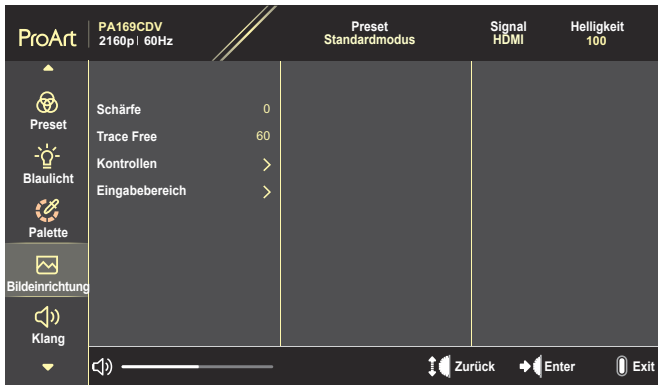 ProArt
PA169CDV
2160p | 60Hz
Preset
Standardmodus
Signal
HDMI
Helligkeit
100
Preset
Blaulicht
Palette
Bildeinrichtung
Klang
Schärfe 0
Trace Free 60
Kontrollen >
Eingabebereich >
Zurück Enter Exit